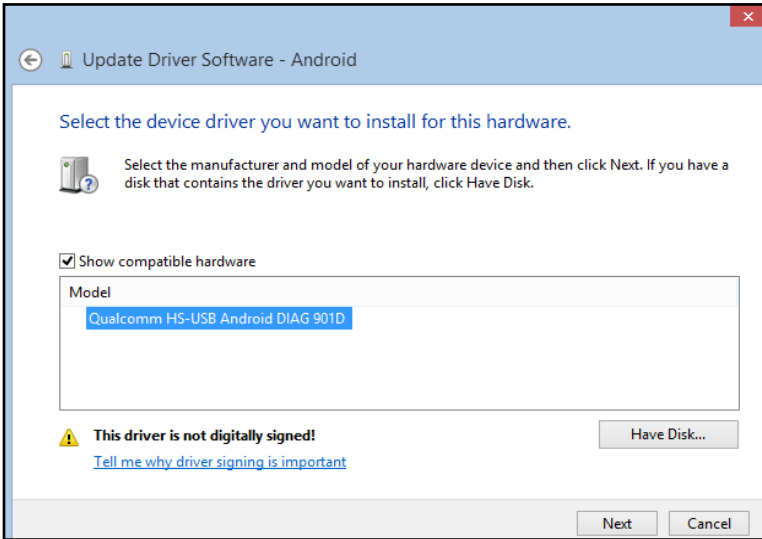 Update Driver Software - Android
Select the device driver you want to install for this hardware.
Select the manufacturer and model of your hardware device and then click Next. If you have a
disk that contains the driver you want to install, click Have Disk.
Show compatible hardware
Model
Qualcomm HS-USB Android DIAG 901D
This driver is not digitally signed!
Have Disk...
Tell me why driver signing is important
Next
Cancel